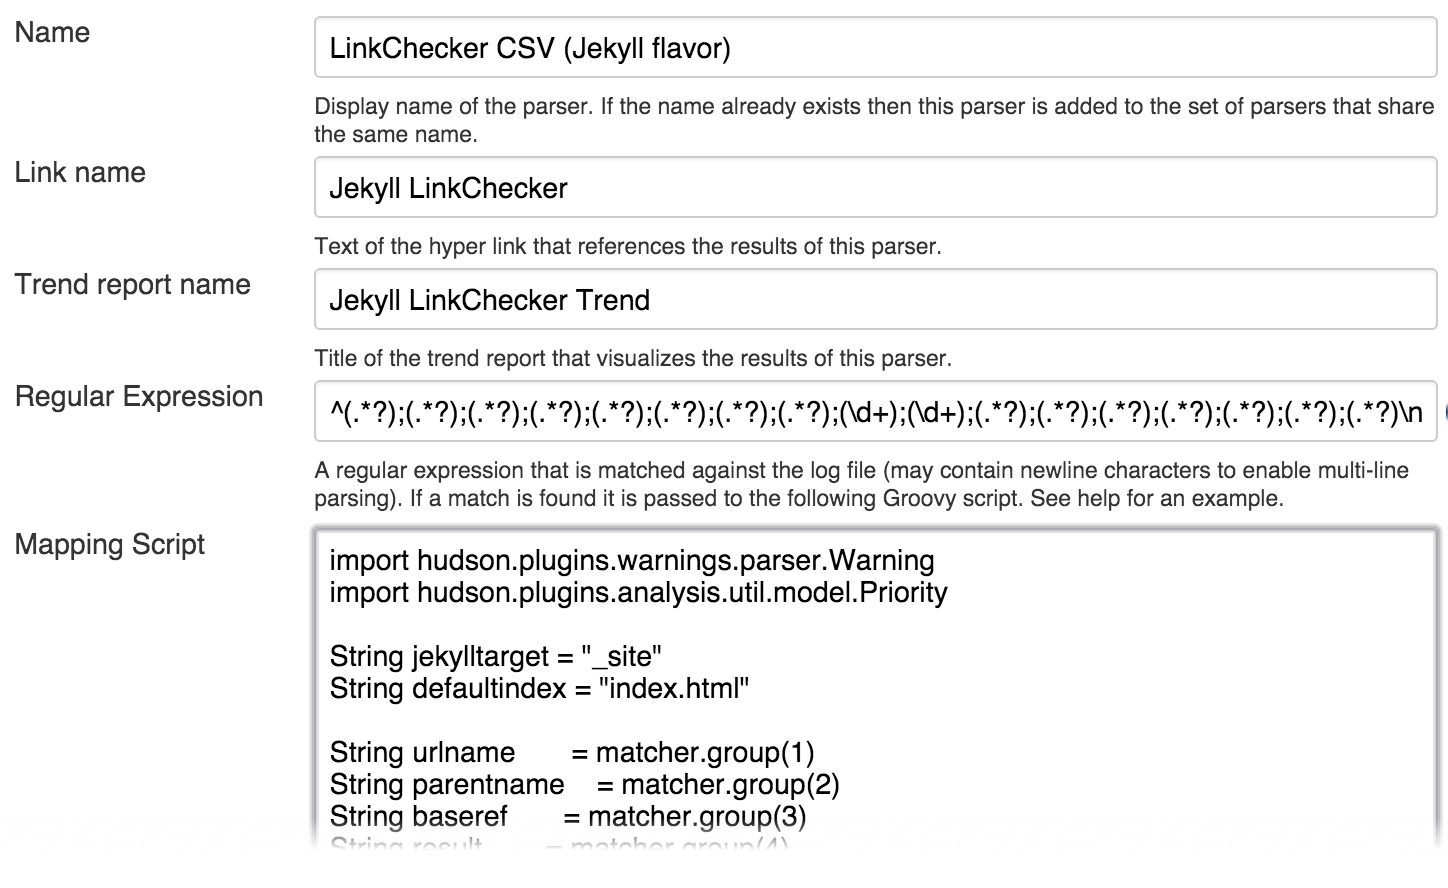 Name
LinkChecker CSV (Jekyll flavor)
Display name of the parser. If the name already exists then this parser is added to the set of parsers that share
the same name.
Link name
Jekyll LinkChecker
Text of the hyper link that references the results of this parser.
Trend report name
Jekyll LinkChecker Trend
Title of the trend report that visualizes the results of this parser.
Regular Expression
^(.*?);(.*?);(.*?);(.*?);(.*?);(.*?);(.*?);(.*?);(\d+);(\d+);(.*?);(.*?);(.*?);(.*?);(.*?);(.*?);(.*?)\n
A regular expression that is matched against the log file (may contain newline characters to enable multi-line
parsing). If a match is found it is passed to the following Groovy script. See help for an example.
Mapping Script
import hudson.plugins.warnings.parser.Warning
import hudson.plugins.analysis.util.model.Priority
String jekylltarget = "_site"
String defaultindex = "index.html"
String urlname = matcher.group(1)
String parentname = matcher.group(2)
String baseref = matcher.group(3)
String result = matcher.group(4)